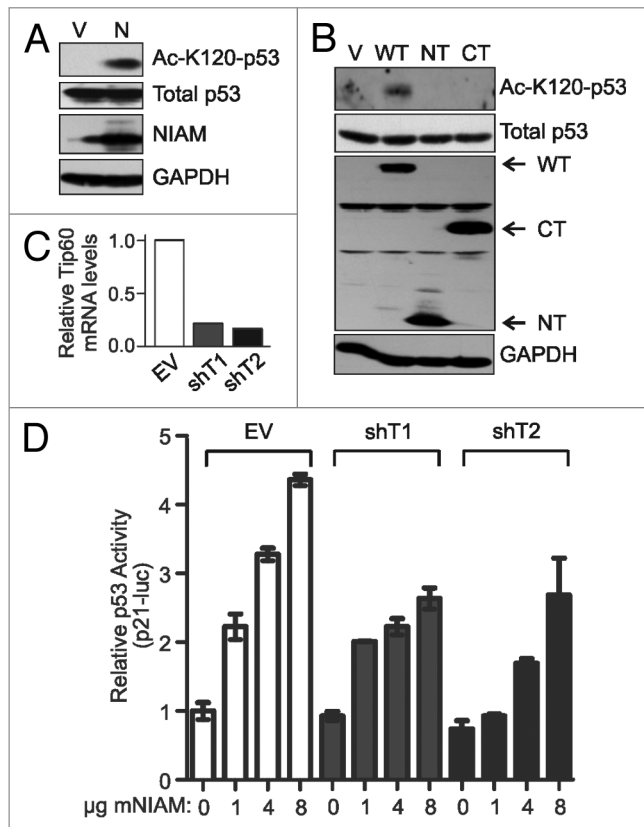 A
V N
Ac-K120-p53
Total p53
NIAM
GAPDH
B
V WT NT CT
Ac-K120-p53
Total p53
← WT
← CT
← NT
GAPDH
C
Relative Tip60
mRNA levels
1.0
0.5
0.0
EV
shT1
shT2
D
EV shT1 shT2
Relative p53 Activity
(p21-luc)
5
4
3
2
1
0
µg mNIAM: 0 1 4 8 0 1 4 8 0 1 4 8